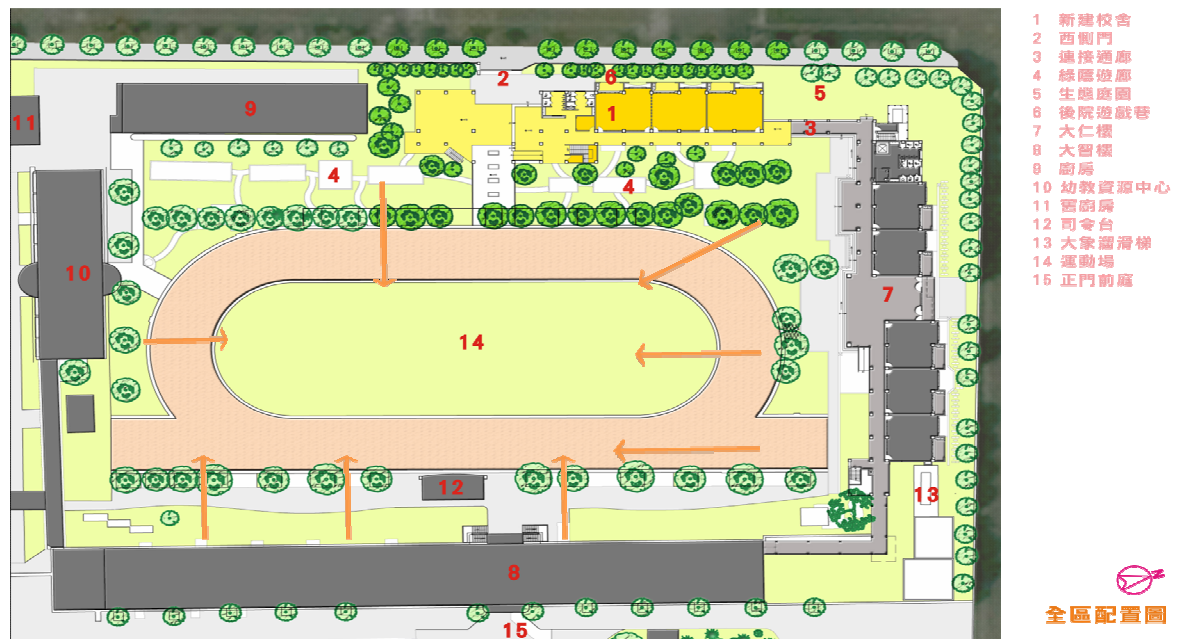 1 新建校舍
2 西側門
3 連接通廊
4 綠蔭遊廊
5 生態庭園
6 後院遊戲巷
7 大仁樓
8 大智樓
9 廚房
10 幼教資源中心
11 舊廚房
12 司令台
13 大象溜滑梯
14 運動場
15 正門前庭
2
6
5
9
1
11
3
4
4
10
7
14
12
13
8
15
N
全區配置圖